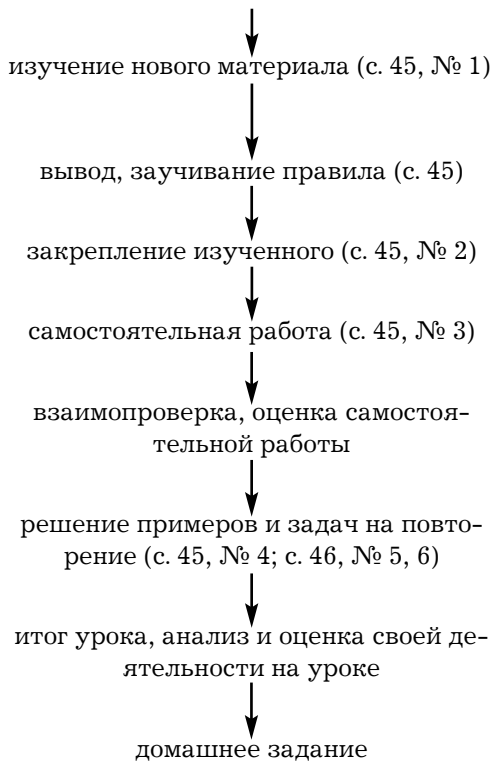 изучение нового материала (с. 45, № 1)
вывод, заучивание правила (с. 45)
закрепление изученного (с. 45, № 2)
самостоятельная работа (с. 45, № 3)
взаимопроверка, оценка самостоя-
тельной работы
решение примеров и задач на повто-
рение (с. 45, № 4; с. 46, № 5, 6)
итог урока, анализ и оценка своей де-
ятельности на уроке
домашнее задание